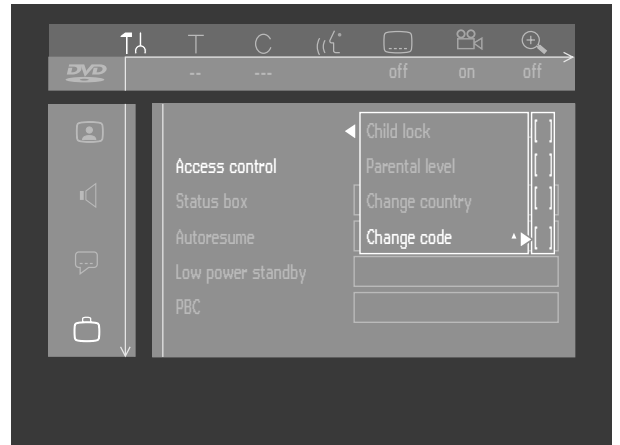 T C
DVD -- --- off on off
Child lock
Access control Parental level
Status box Change country
Autoresume Change code
Low power standby
PBC